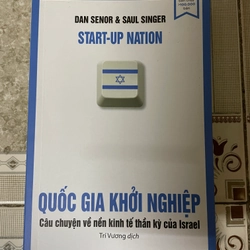 DAN SENOR & SAUL SINGER
START-UP NATION
QUỐC GIA KHỞI NGHIỆP
Câu chuyện về nền kinh tế thần kỳ của Israel
Trí Vương dịch